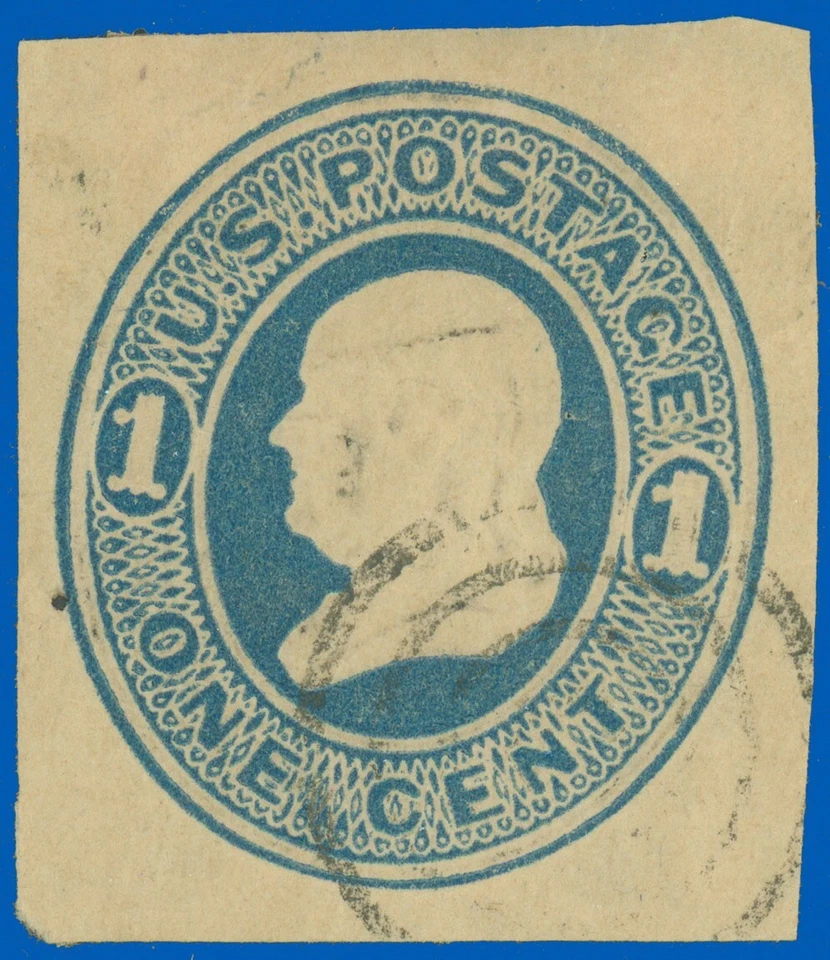 U.S. POSTAGE
1
1
ONE CENT